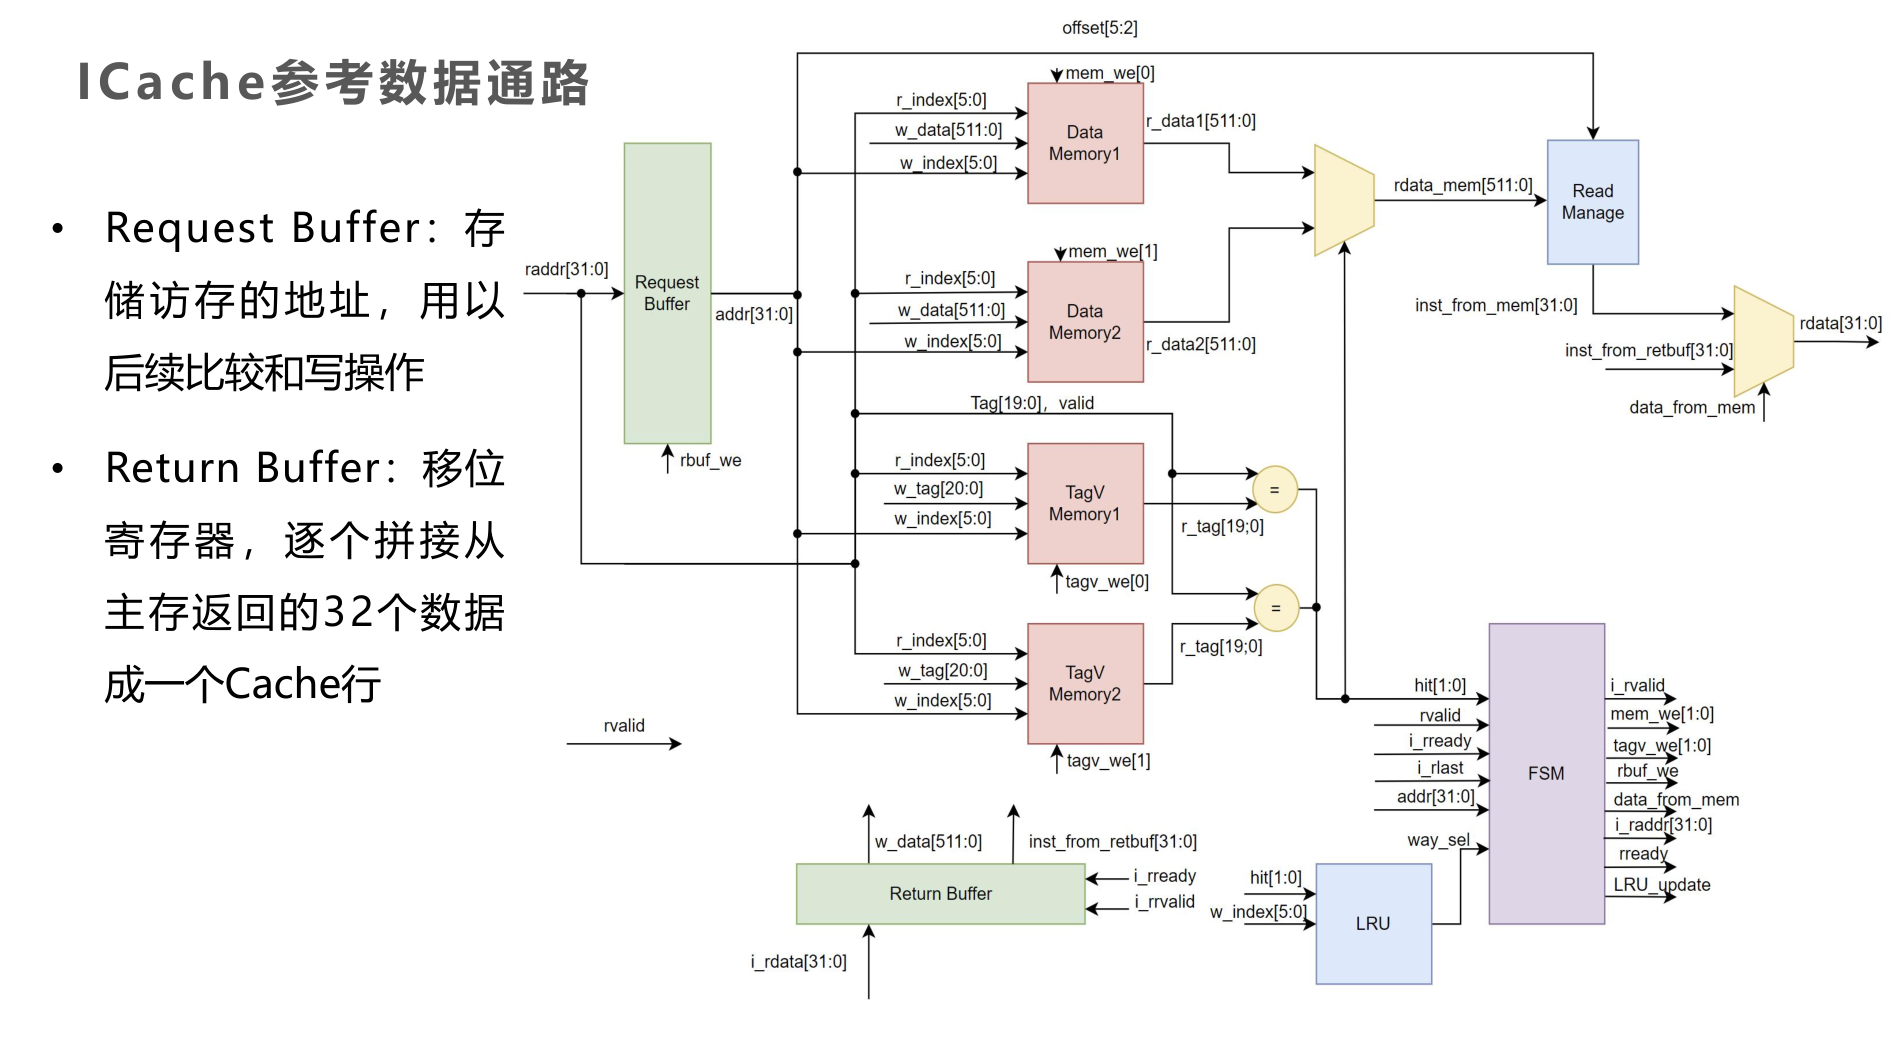 ICache参考数据通路
• Request Buffer：存
储访存的地址，用以
后续比较和写操作
• Return Buffer：移位
寄存器，逐个拼接从
主存返回的32个数据
成一个Cache行
offset[5:2]
raddr[31:0]
Request
Buffer
addr[31:0]
rbuf_we
rvalid
mem_we[0]
r_index[5:0]
w_data[511:0]
w_index[5:0]
Data
Memory1
r_data1[511:0]
mem_we[1]
r_index[5:0]
w_data[511:0]
w_index[5:0]
Data
Memory2
r_data2[511:0]
Tag[19:0]，valid
r_index[5:0]
w_tag[20:0]
w_index[5:0]
TagV
Memory1
tagv_we[0]
=
r_tag[19;0]
r_index[5:0]
w_tag[20:0]
w_index[5:0]
TagV
Memory2
tagv_we[1]
=
r_tag[19;0]
rdata_mem[511:0]
Read
Manage
inst_from_mem[31:0]
inst_from_retbuf[31:0]
data_from_mem
rdata[31:0]
w_data[511:0]
inst_from_retbuf[31:0]
Return Buffer
i_rready
i_rrvalid
i_rdata[31:0]
hit[1:0]
w_index[5:0]
LRU
way_sel
hit[1:0]
rvalid
i_rready
i_rlast
addr[31:0]
FSM
i_rvalid
mem_we[1:0]
tagv_we[1:0]
rbuf_we
data_from_mem
i_raddr[31:0]
rready
LRU_update